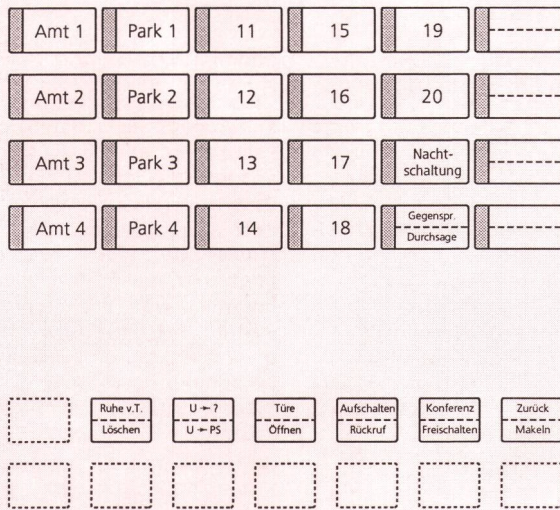 Amt 1 Park 1 11 15 19
Amt 2 Park 2 12 16 20
Amt 3 Park 3 13 17 Nacht-
schaltung
Amt 4 Park 4 14 18 Gegenspr.
Durchsage
Ruhe v.T. U ➛ ? Türe Aufschalten Konferenz Zurück
Löschen U ➛ PS Öffnen Rückruf Freischalten Makeln